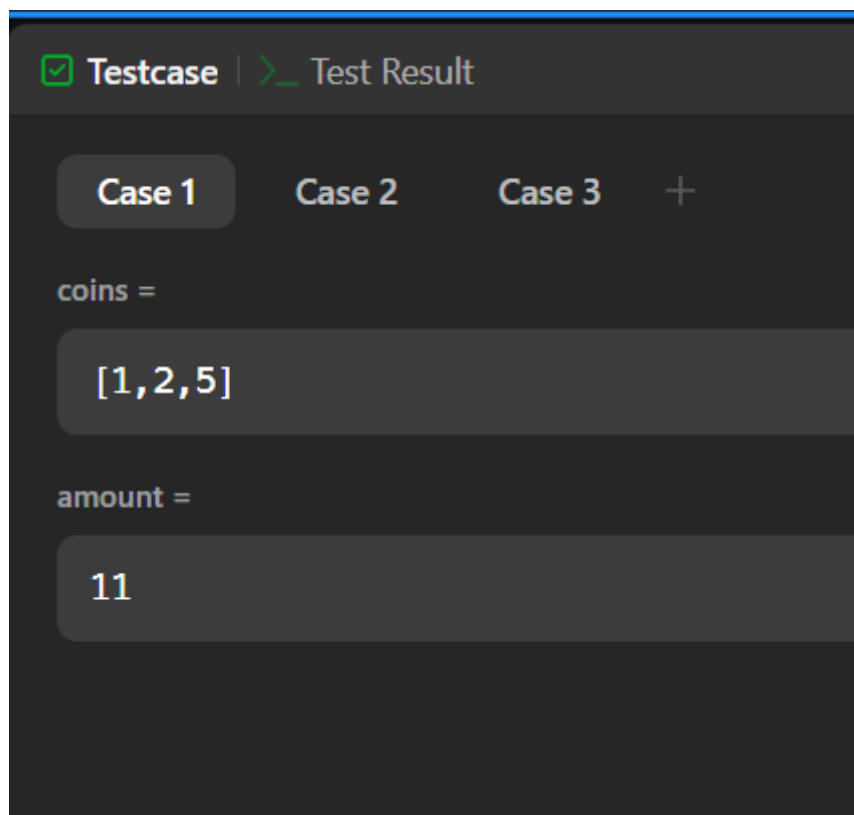 Testcase | >_ Test Result
Case 1 Case 2 Case 3 +
coins =
[1,2,5]
amount =
11